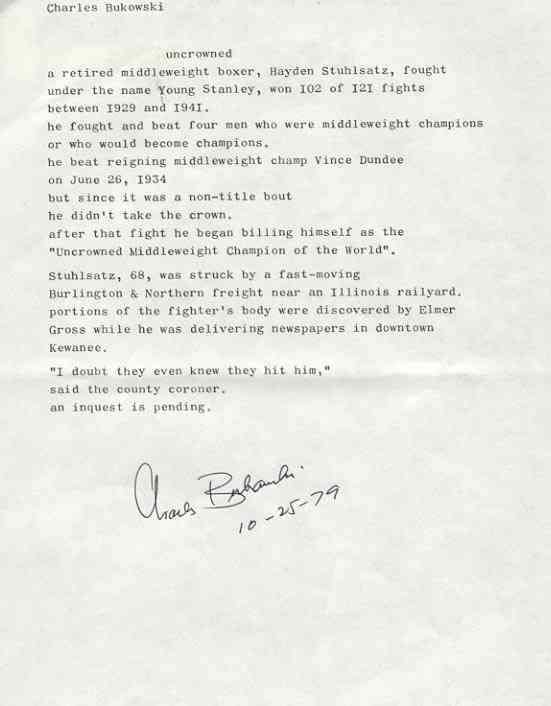 Charles Bukowski
uncrowned
a retired middleweight boxer, Hayden Stuhlsatz, fought
under the name Young Stanley, won I02 of I2I fights
between I929 and I94I.
he fought and beat four men who were middleweight champions
or who would become champions.
he beat reigning middleweight champ Vince Dundee
on June 26, I934
but since it was a non-title bout
he didn't take the crown.
after that fight he began billing himself as the
"Uncrowned Middleweight Champion of the World".
Stuhlsatz, 68, was struck by a fast-moving
Burlington & Northern freight near an Illinois railyard.
portions of the fighter's body were discovered by Elmer
Gross while he was delivering newspapers in downtown
Kewanee.
"I doubt they even knew they hit him,"
said the county coroner.
an inquest is pending.
Charles Bukowski
10-25-79